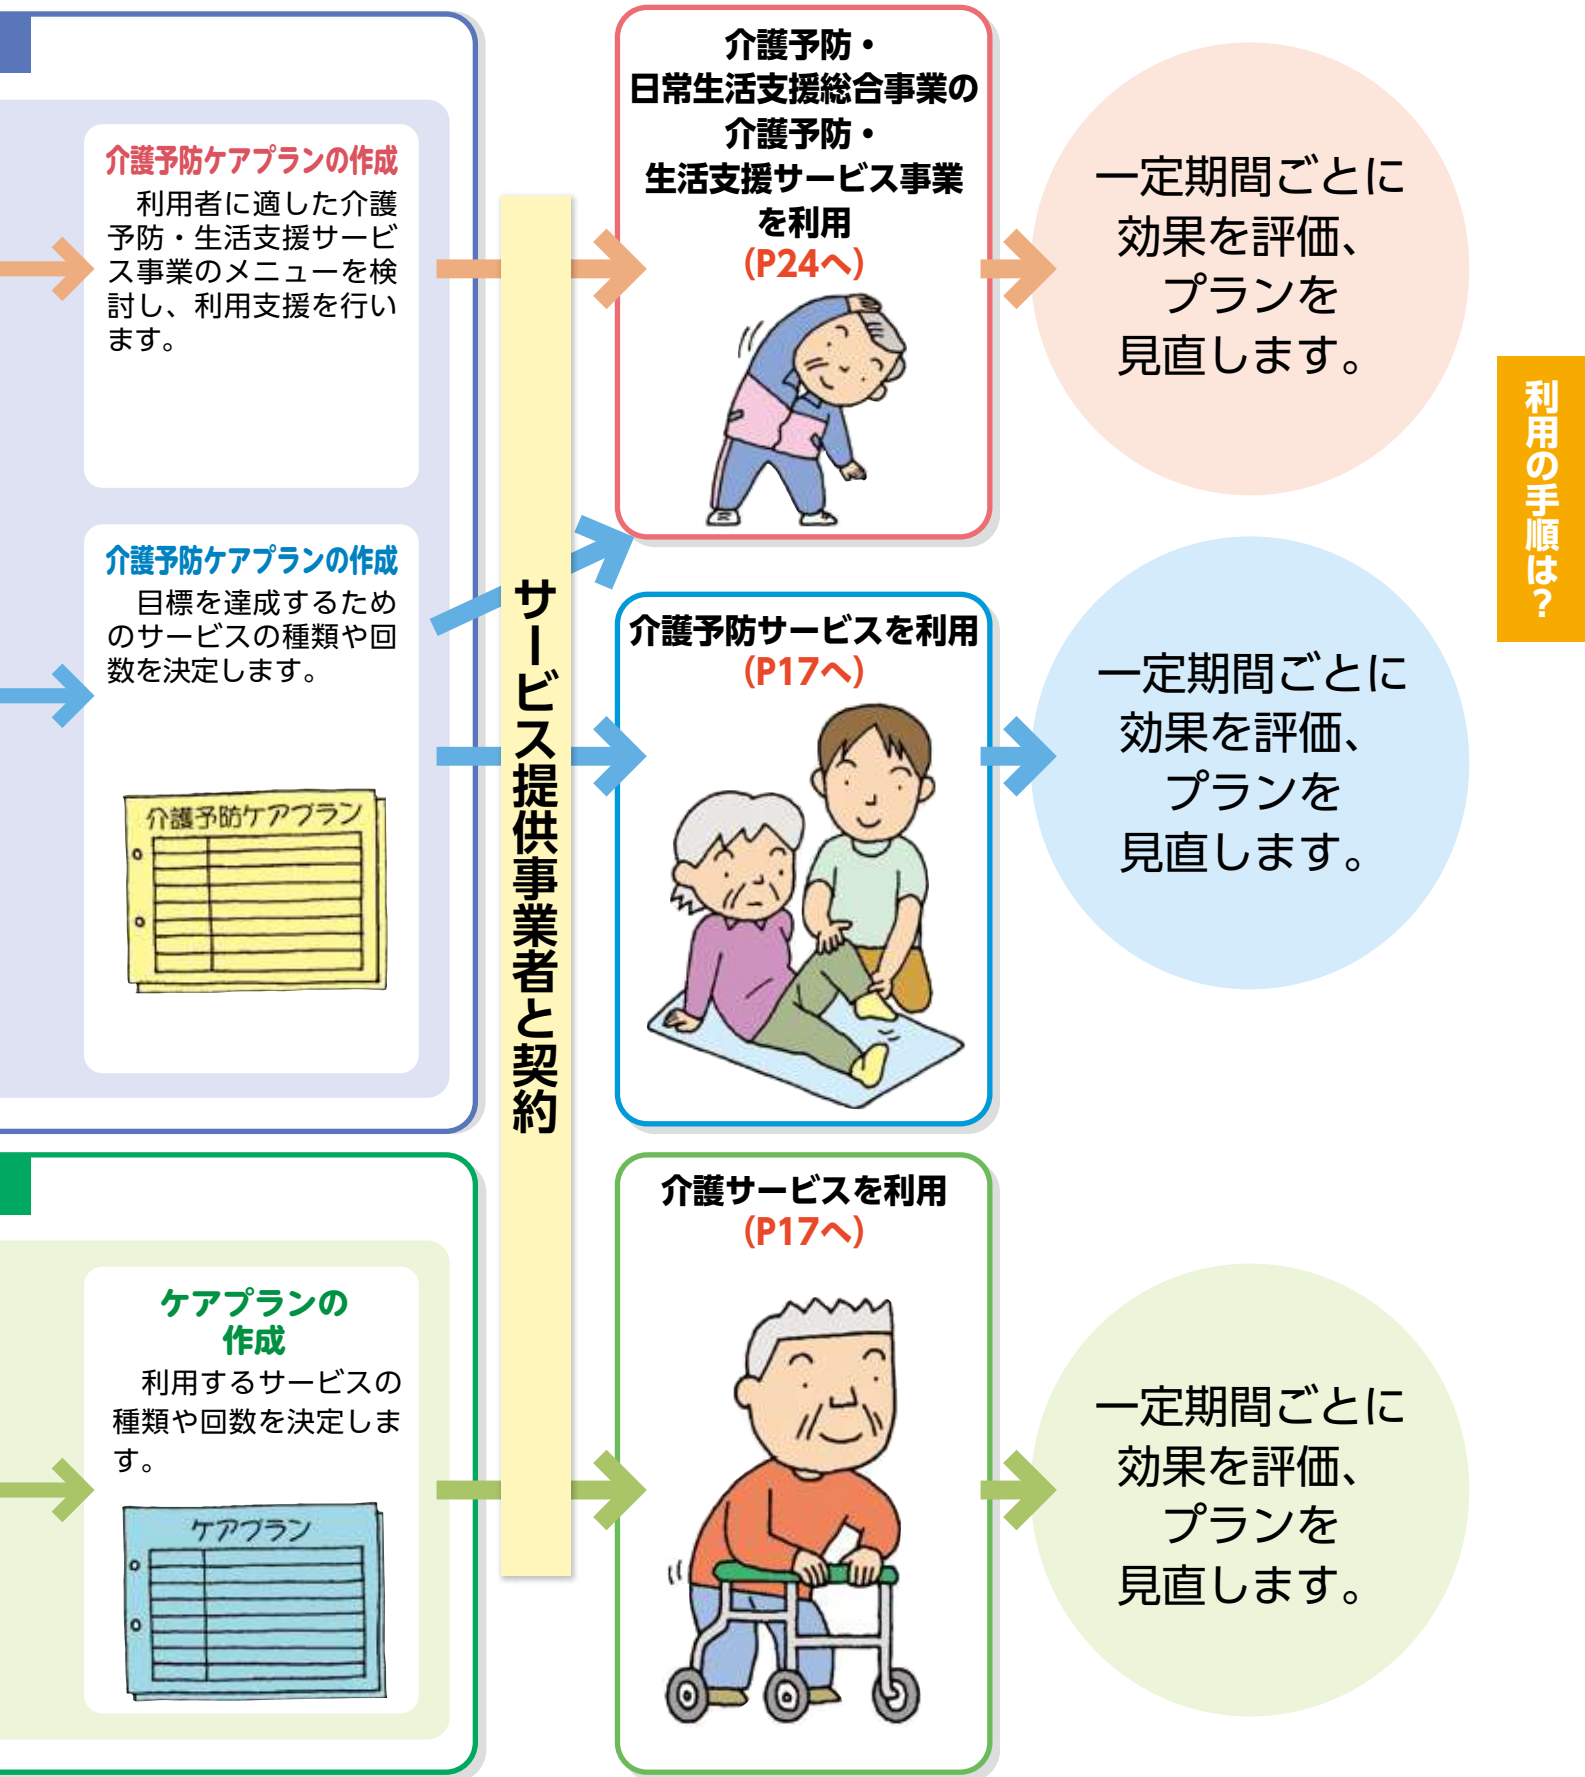 介護予防ケアプランの作成
利用者に適した介護
予防・生活支援サービ
ス事業のメニューを検
討し、利用支援を行い
ます。
介護予防ケアプランの作成
目標を達成するため
のサービスの種類や回
数を決定します。
介護予防ケアプラン
ケアプランの
作成
利用するサービスの
種類や回数を決定しま
す。
ケアプラン
サービス提供事業者と契約
介護予防・
日常生活支援総合事業の
介護予防・
生活支援サービス事業
を利用
(P24へ)
介護予防サービスを利用
(P17へ)
介護サービスを利用
(P17へ)
一定期間ごとに
効果を評価、
プランを
見直します。
一定期間ごとに
効果を評価、
プランを
見直します。
一定期間ごとに
効果を評価、
プランを
見直します。
利用の手順は?